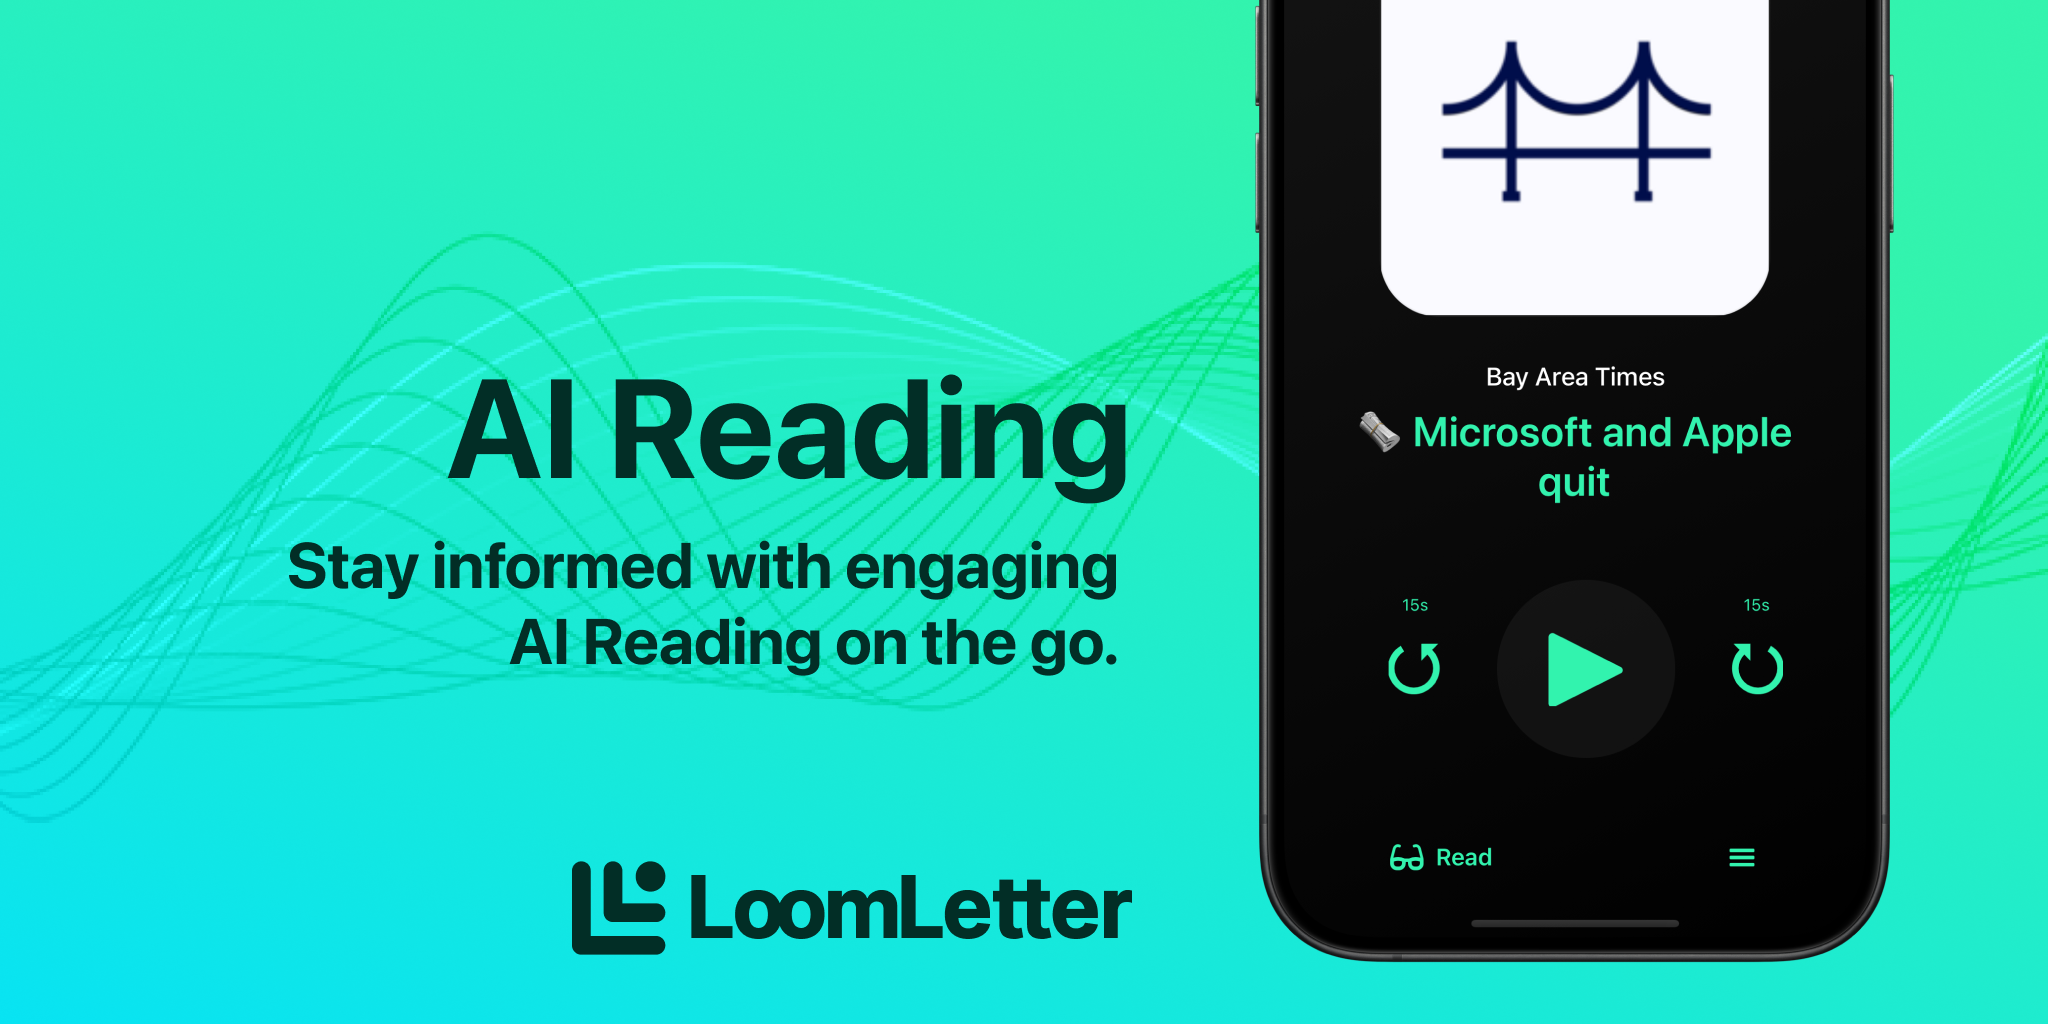 AI Reading
Stay informed with engaging
AI Reading on the go.
LoomLetter
Bay Area Times
🗞️ Microsoft and Apple
quit
15s
15s
Read